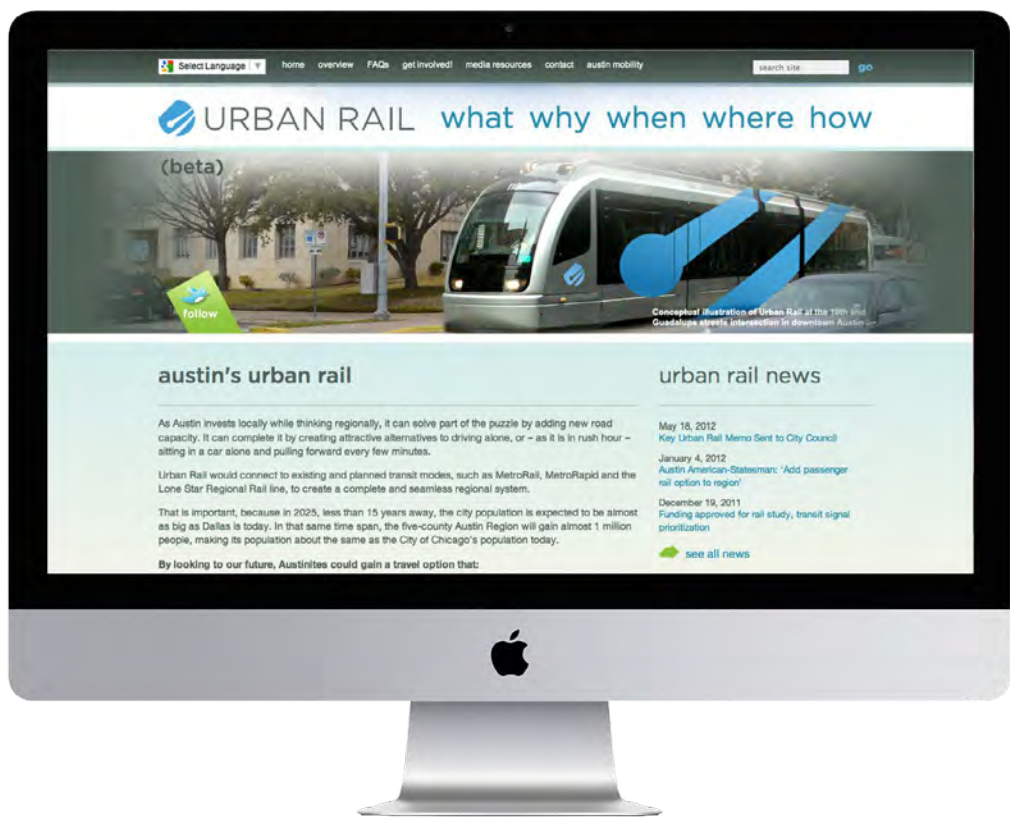 Select Language ▼ home overview FAQs get involved! media resources contact austin mobility search site go
URBAN RAIL what why when where how
(beta)
follow
Conceptual illustration of Urban Rail at the 10th and
Guadalupe streets intersection in downtown Austin
austin's urban rail
As Austin invests locally while thinking regionally, it can solve part of the puzzle by adding new road
capacity. It can complete it by creating attractive alternatives to driving alone, or – as it is in rush hour –
sitting in a car alone and pulling forward every few minutes.
Urban Rail would connect to existing and planned transit modes, such as MetroRail, MetroRapid and the
Lone Star Regional Rail line, to create a complete and seamless regional system.
That is important, because in 2025, less than 15 years away, the city population is expected to be almost
as big as Dallas is today. In that same time span, the five-county Austin Region will gain almost 1 million
people, making its population about the same as the City of Chicago's population today.
By looking to our future, Austinites could gain a travel option that:
urban rail news
May 18, 2012
Key Urban Rail Memo Sent to City Council
January 4, 2012
Austin American-Statesman: 'Add passenger
rail option to region'
December 19, 2011
Funding approved for rail study, transit signal
prioritization
see all news